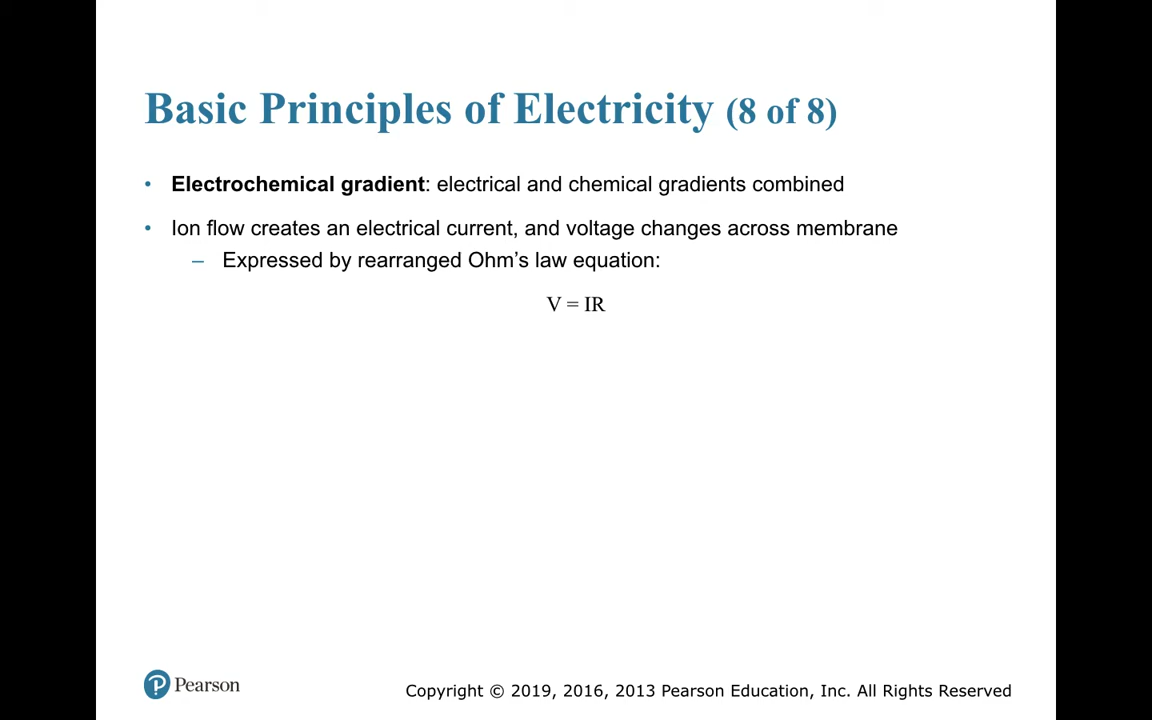 Basic Principles of Electricity (8 of 8)
• Electrochemical gradient: electrical and chemical gradients combined
• Ion flow creates an electrical current, and voltage changes across membrane
– Expressed by rearranged Ohm’s law equation:
V = IR
Pearson
Copyright © 2019, 2016, 2013 Pearson Education, Inc. All Rights Reserved